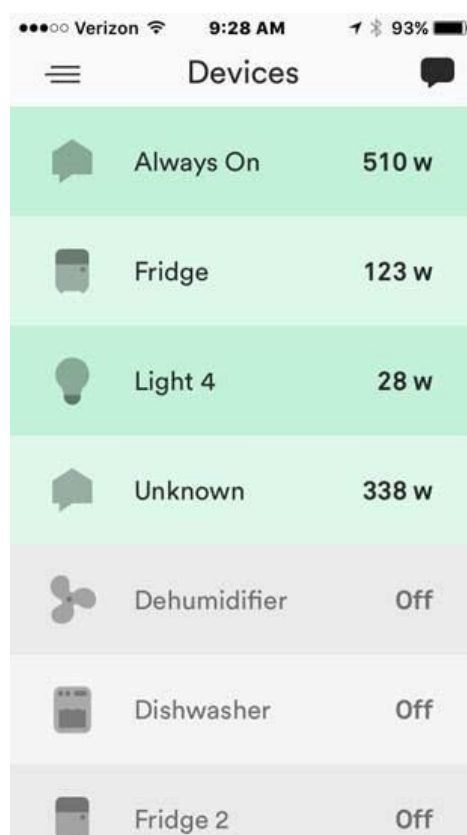 Verizon 9:28 AM 93%
Devices
Always On 510 w
Fridge 123 w
Light 4 28 w
Unknown 338 w
Dehumidifier Off
Dishwasher Off
Fridge 2 Off